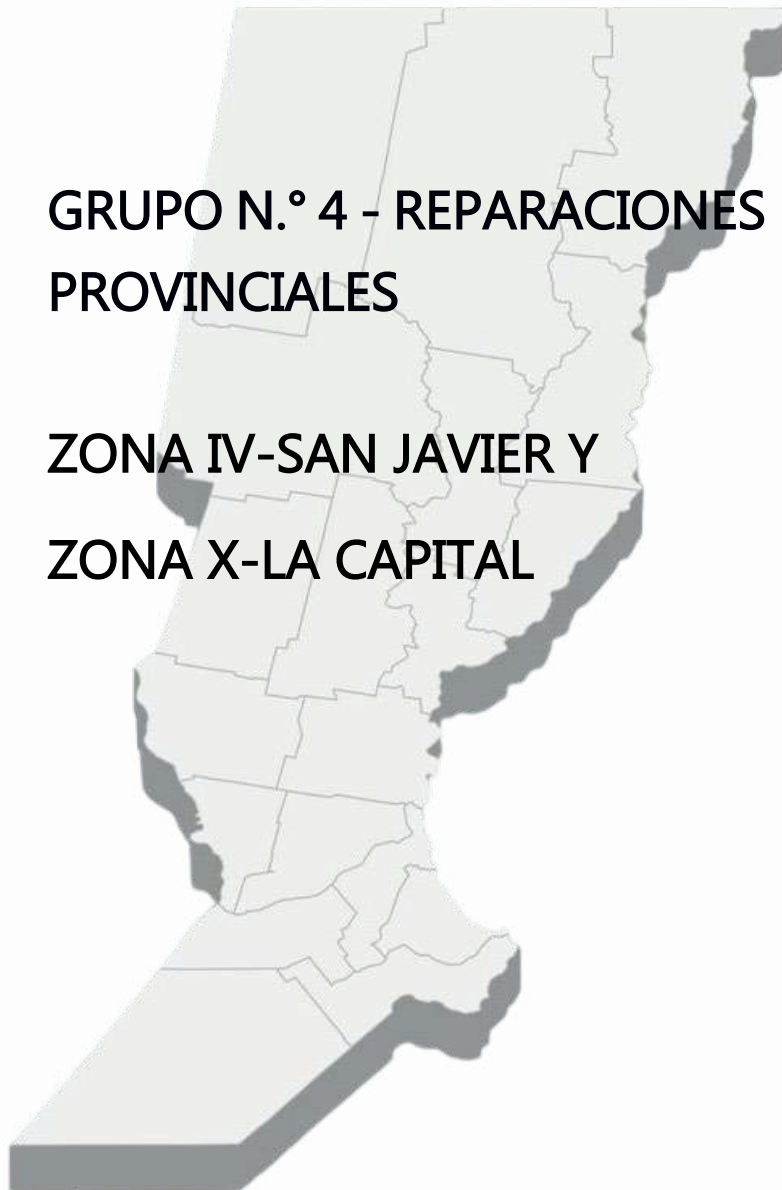 GRUPO N.° 4 - REPARACIONES
PROVINCIALES
ZONA IV-SAN JAVIER Y
ZONA X-LA CAPITAL